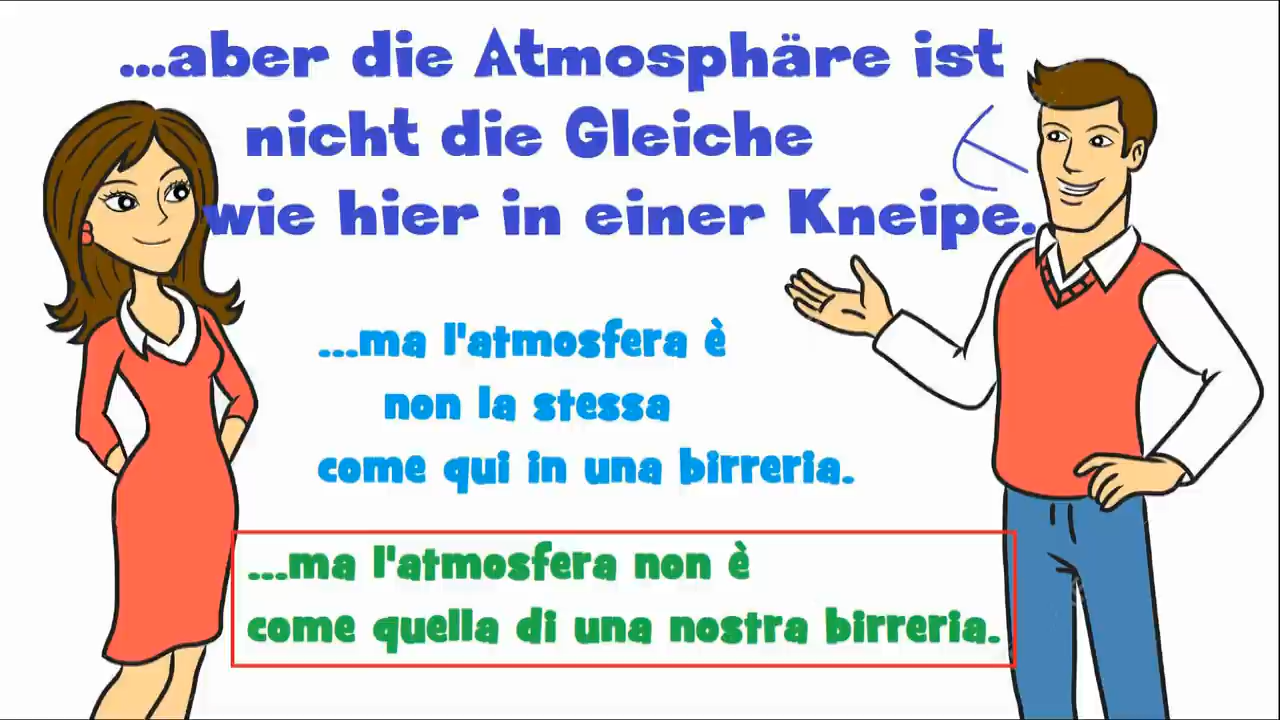 ...aber die Atmosphäre ist
nicht die Gleiche
wie hier in einer Kneipe.
...ma l'atmosfera è
non la stessa
come qui in una birreria.
...ma l'atmosfera non è
come quella di una nostra birreria.